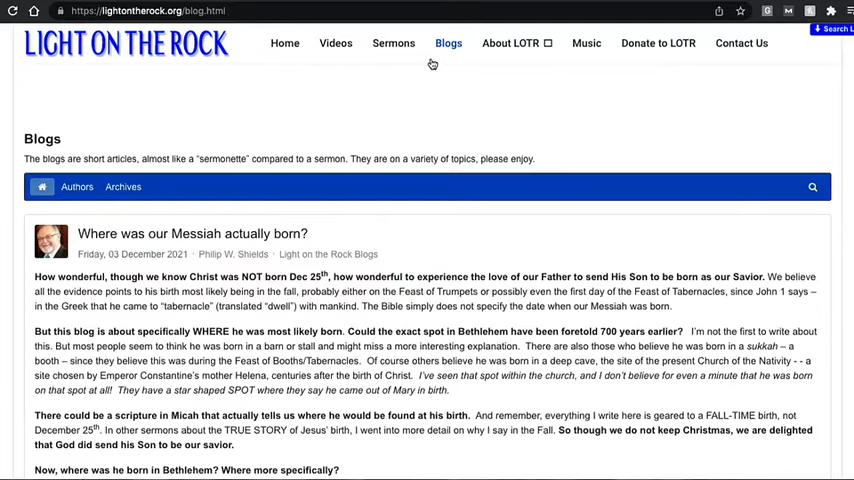 https://lightontherock.org/blog.html
Search L
LIGHT ON THE ROCK
Home Videos Sermons Blogs About LOTR Music Donate to LOTR Contact Us
Blogs
The blogs are short articles, almost like a “sermonette” compared to a sermon. They are on a variety of topics, please enjoy.
Authors Archives
Where was our Messiah actually born?
Friday, 03 December 2021 · Philip W. Shields · Light on the Rock Blogs
How wonderful, though we know Christ was NOT born Dec 25th, how wonderful to experience the love of our Father to send His Son to be born as our Savior. We believe
all the evidence points to his birth most likely being in the fall, probably either on the Feast of Trumpets or possibly even the first day of the Feast of Tabernacles, since John 1 says –
in the Greek that he came to “tabernacle” (translated “dwell”) with mankind. The Bible simply does not specify the date when our Messiah was born.
But this blog is about specifically WHERE he was most likely born. Could the exact spot in Bethlehem have been foretold 700 years earlier? I’m not the first to write about
this. But most people seem to think he was born in a barn or stall and might miss a more interesting explanation. There are also those who believe he was born in a sukkah – a
booth – since they believe this was during the Feast of Booths/Tabernacles. Of course others believe he was born in a deep cave, the site of the present Church of the Nativity - - a
site chosen by Emperor Constantine’s mother Helena, centuries after the birth of Christ. I’ve seen that spot within the church, and I don’t believe for even a minute that he was born
on that spot at all! They have a star shaped SPOT where they say he came out of Mary in birth.
There could be a scripture in Micah that actually tells us where he would be found at his birth. And remember, everything I write here is geared to a FALL-TIME birth, not
December 25th. In other sermons about the TRUE STORY of Jesus’ birth, I went into more detail on why I say in the Fall. So though we do not keep Christmas, we are delighted
that God did send his Son to be our savior.
Now, where was he born in Bethlehem? Where more specifically?